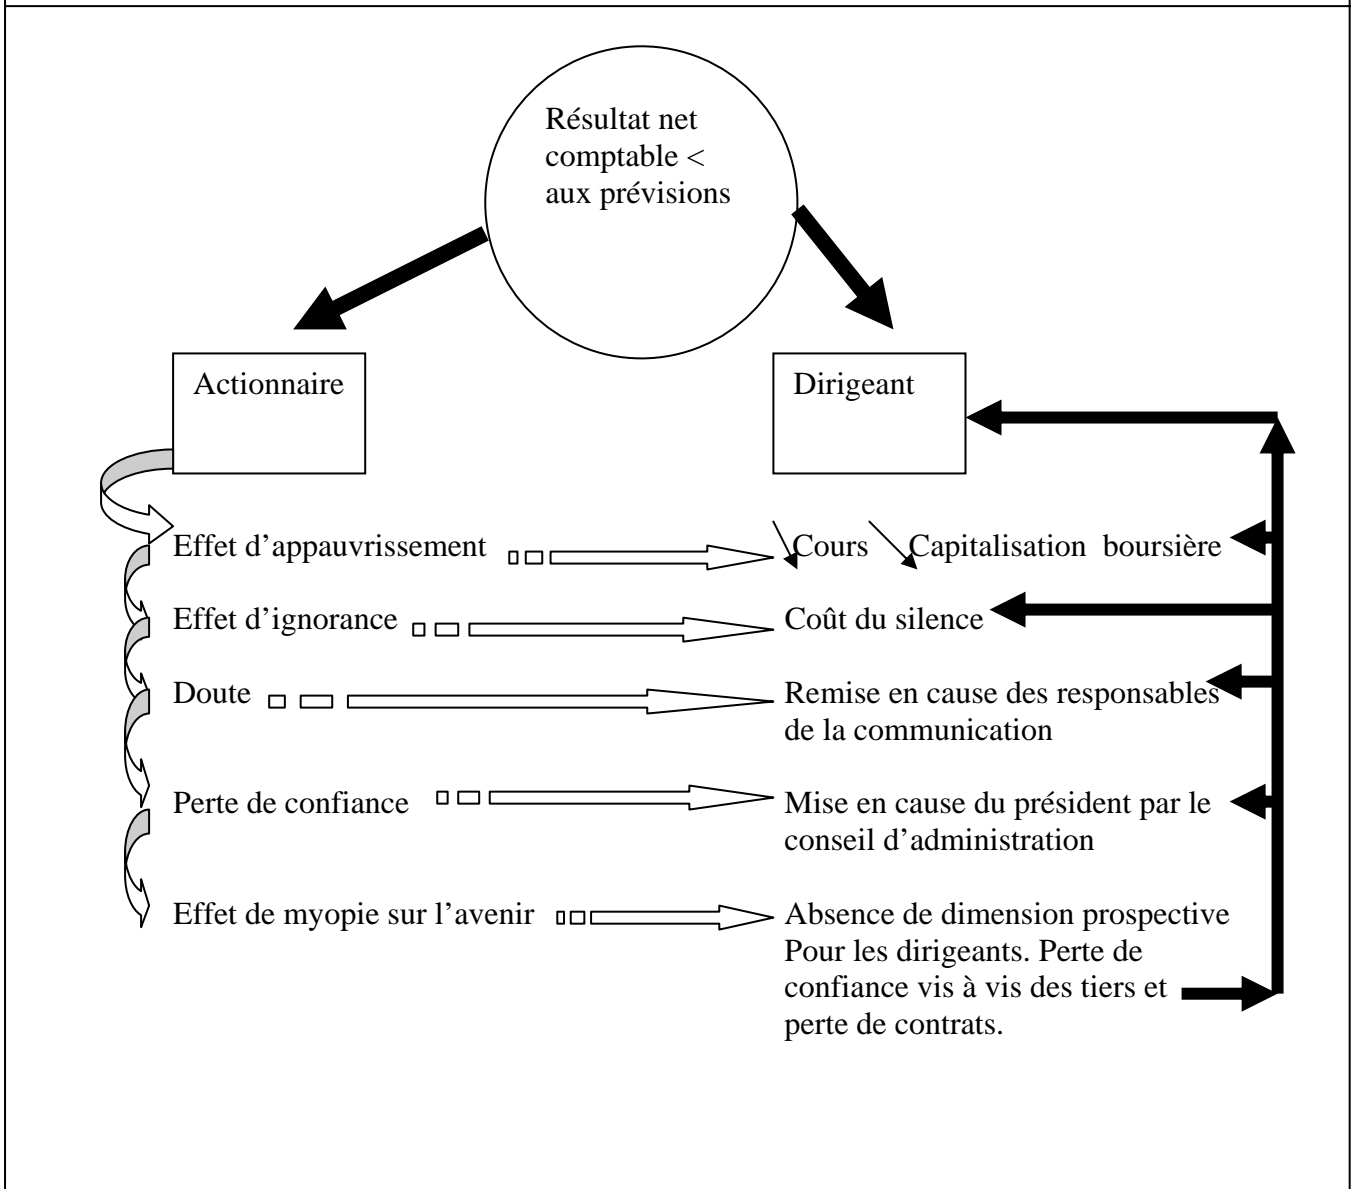 Résultat net
comptable <
aux prévisions
Actionnaire
Dirigeant
Effet d’appauvrissement
Cours
Capitalisation boursière
Effet d’ignorance
Coût du silence
Doute
Remise en cause des responsables
de la communication
Perte de confiance
Mise en cause du président par le
conseil d’administration
Effet de myopie sur l’avenir
Absence de dimension prospective
Pour les dirigeants. Perte de
confiance vis à vis des tiers et
perte de contrats.